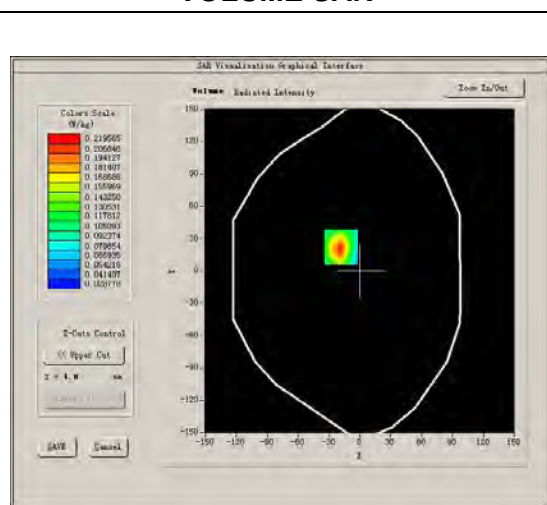 VOLUME SAR
SAR Visualisation Graphical Interface
Volume Radiated Intensity
Zoom In/Out
Colors Scale
(W/kg)
0.219565
0.206846
0.194127
0.181407
0.168688
0.155969
0.143250
0.130531
0.117812
0.105093
0.092374
0.079654
0.066935
0.054216
0.041497
0.028778
150
120
90
60
30
0
-30
-60
-90
-120
-150
Y
-150 -120 -90 -60 -30 0 30 60 90 120 150
X
Z-Cuts Control
<< Upper Cut
Z = 4.0 mm
SAVE
Cancel